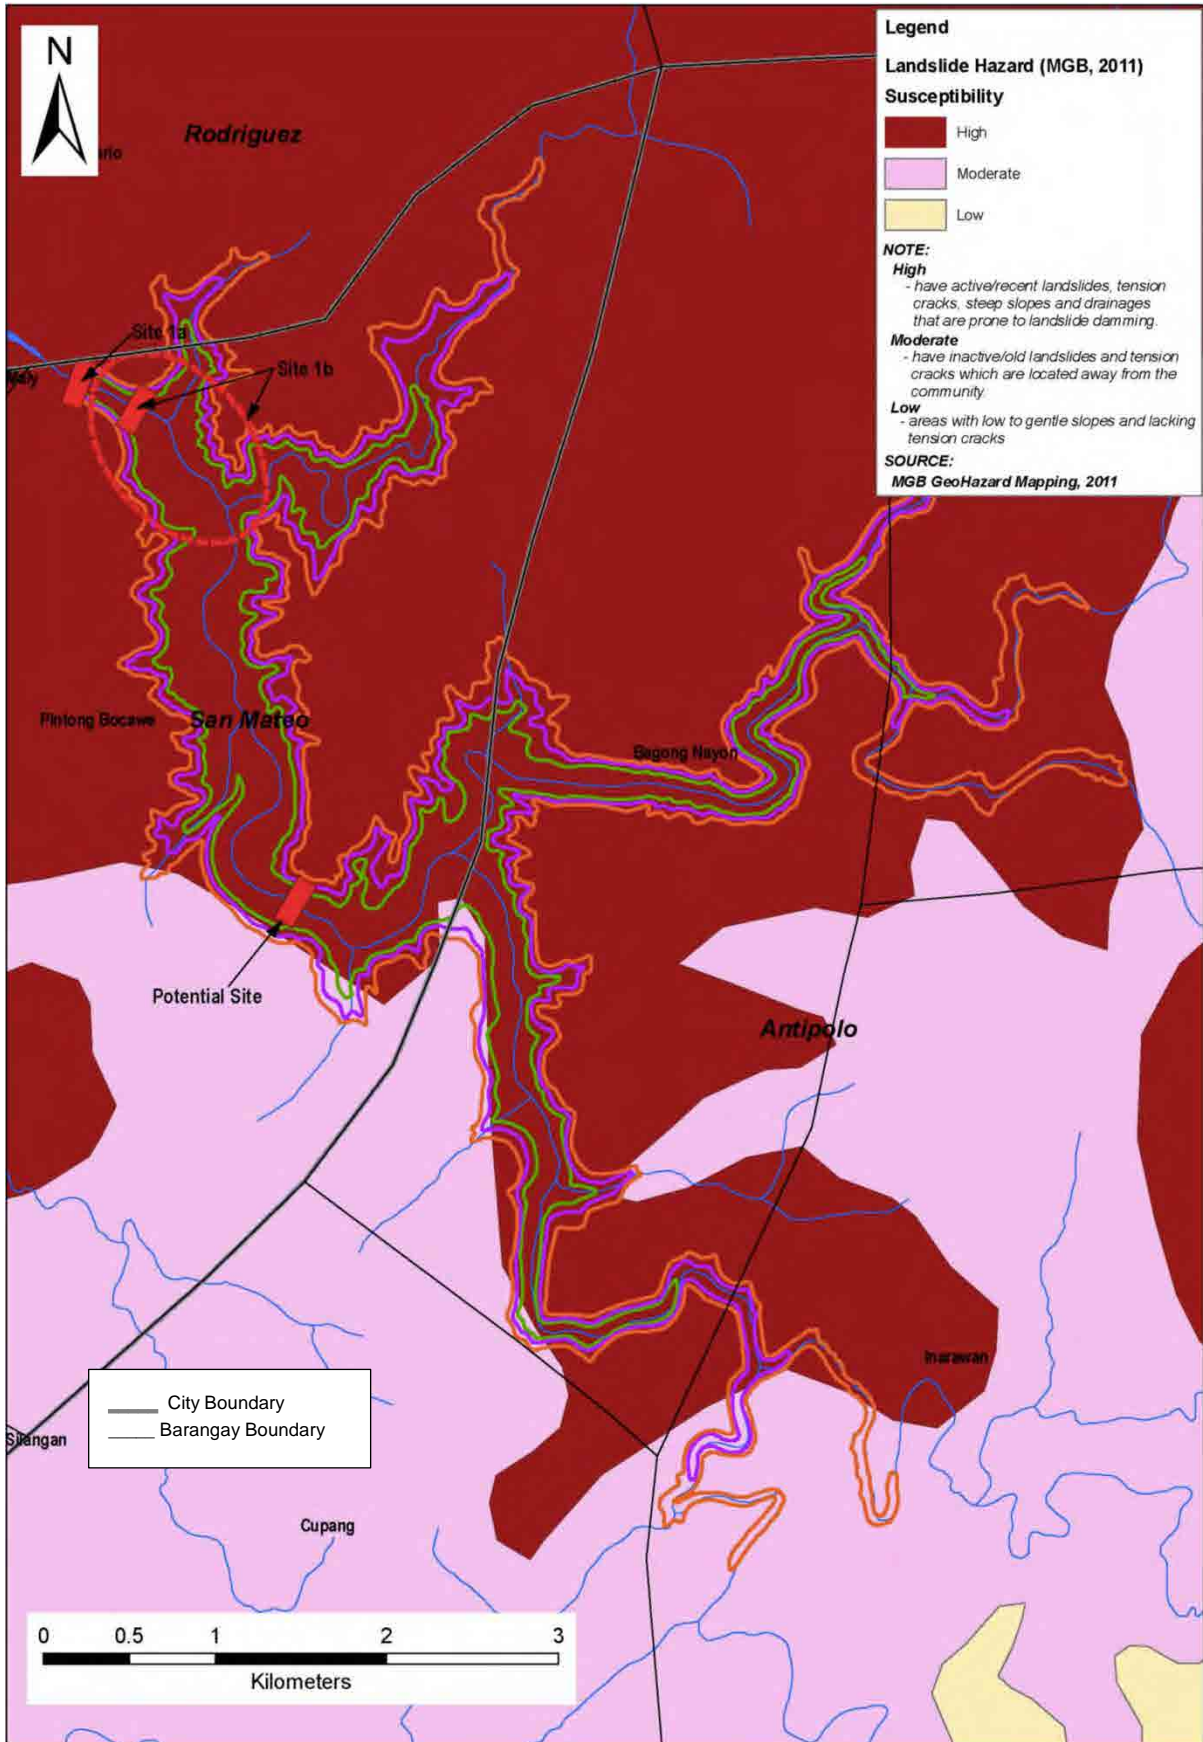 N
Rodriguez
Site 1a
Site 1b
Pintong Bocawe
San Mateo
Bagong Nayon
Potential Site
Antipolo
Inarawan
Silangan
Cupang
Legend
Landslide Hazard (MGB, 2011)
Susceptibility
High
Moderate
Low
NOTE:
High
- have active/recent landslides, tension
cracks, steep slopes and drainages
that are prone to landslide damming.
Moderate
- have inactive/old landslides and tension
cracks which are located away from the
community.
Low
- areas with low to gentle slopes and lacking
tension cracks
SOURCE:
MGB GeoHazard Mapping, 2011
City Boundary
Barangay Boundary
0 0.5 1 2 3
Kilometers